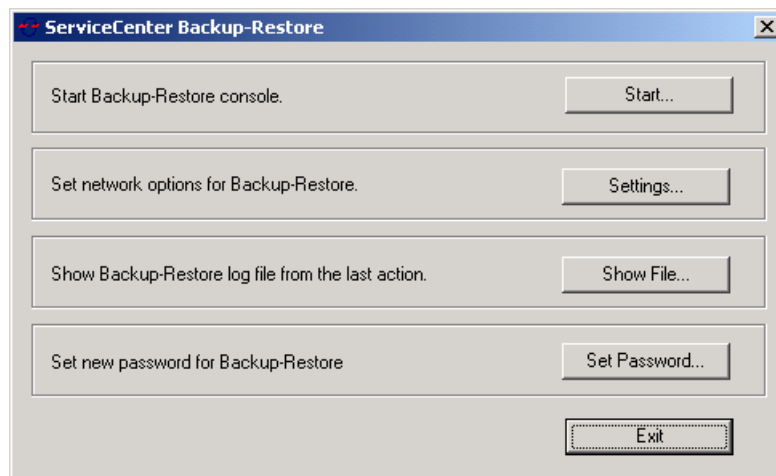 ServiceCenter Backup-Restore
Start Backup-Restore console.
Start...
Set network options for Backup-Restore.
Settings...
Show Backup-Restore log file from the last action.
Show File...
Set new password for Backup-Restore
Set Password...
Exit